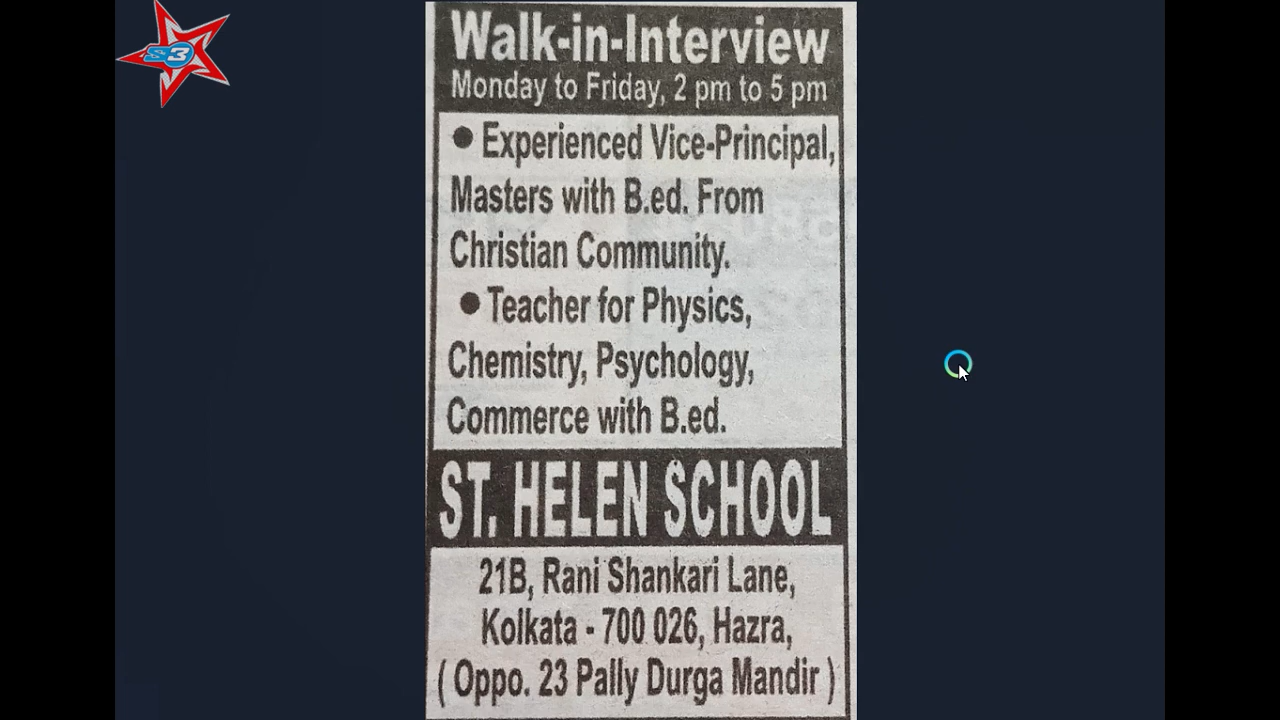 S3
Walk-in-Interview
Monday to Friday, 2 pm to 5 pm
● Experienced Vice-Principal,
Masters with B.ed. From
Christian Community.
● Teacher for Physics,
Chemistry, Psychology,
Commerce with B.ed.
ST. HELEN SCHOOL
21B, Rani Shankari Lane,
Kolkata - 700 026, Hazra,
( Oppo. 23 Pally Durga Mandir )